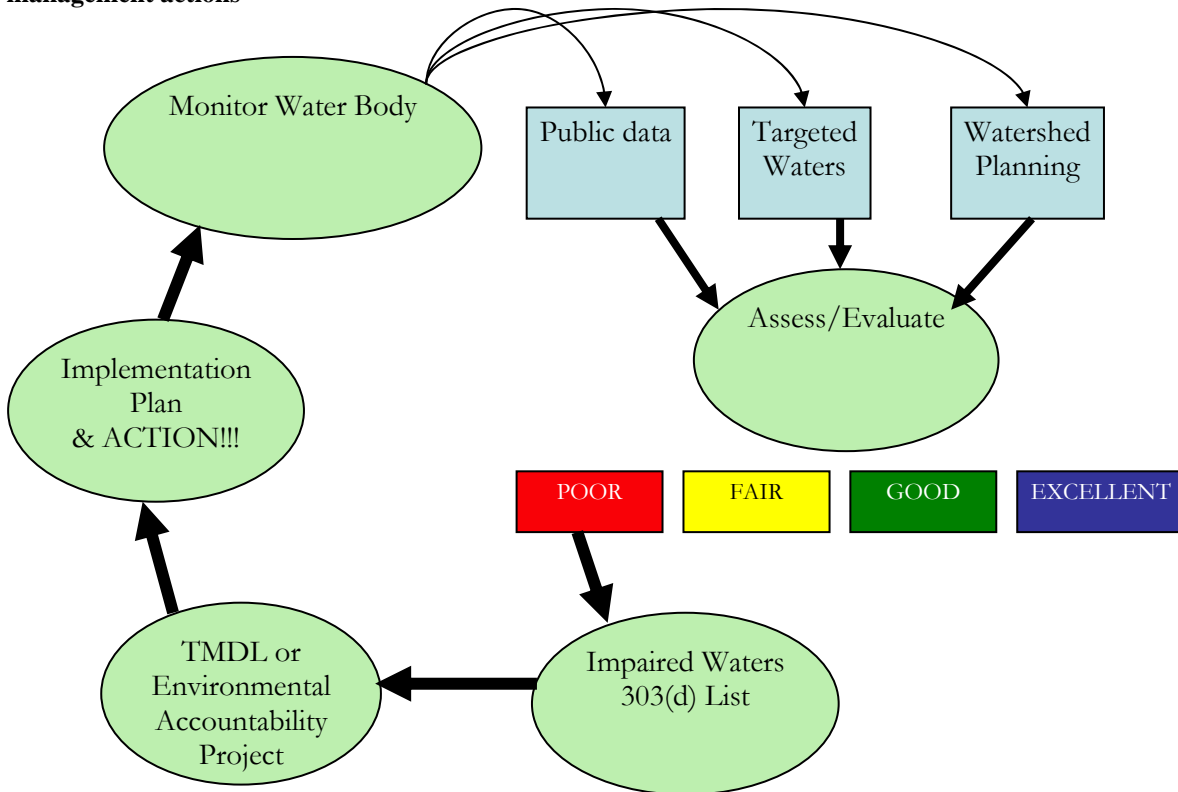 management actions
Monitor Water Body
Public data
Targeted
Waters
Watershed
Planning
Assess/Evaluate
Implementation
Plan
& ACTION!!!
POOR
FAIR
GOOD
EXCELLENT
TMDL or
Environmental
Accountability
Project
Impaired Waters
303(d) List